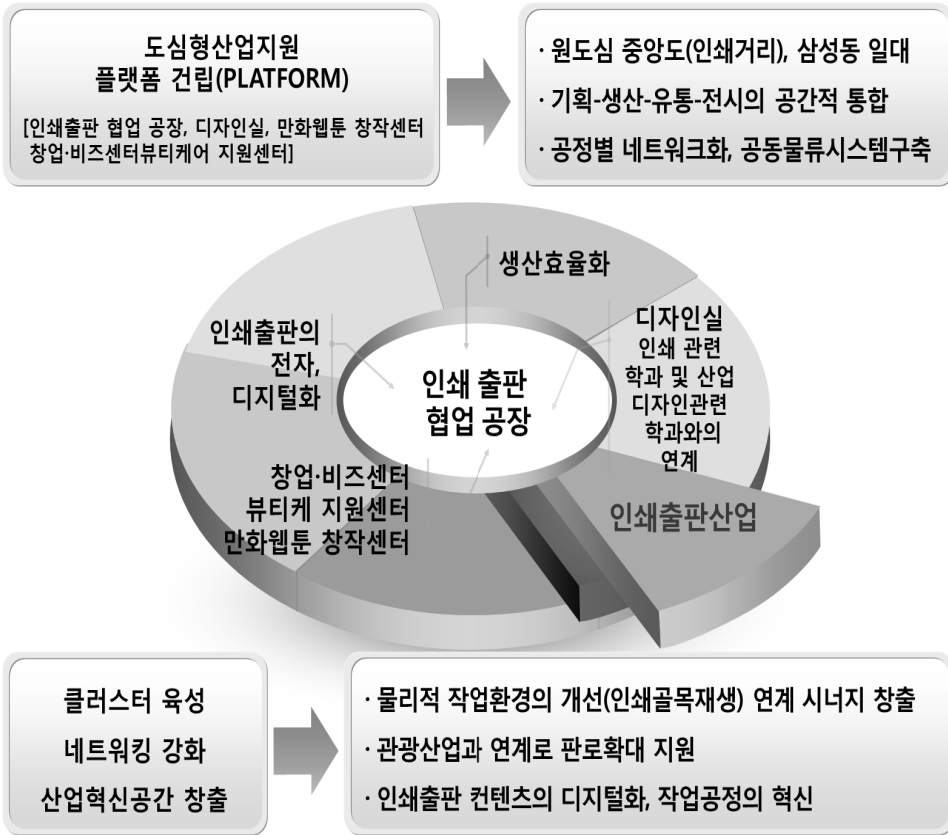 도심형산업지원
플랫폼 건립(PLATFORM)
[인쇄출판 협업 공장, 디자인실, 만화웹툰 창작센터
창업·비즈센터뷰티케어 지원센터]
· 원도심 중앙도(인쇄거리), 삼성동 일대
· 기획-생산-유통-전시의 공간적 통합
· 공정별 네트워크화, 공동물류시스템구축
생산효율화
인쇄출판의
전자,
디지털화
디자인실
인쇄 관련
학과 및 산업
디자인관련
학과와의
연계
인쇄 출판
협업 공장
창업·비즈센터
뷰티케 지원센터
만화웹툰 창작센터
인쇄출판산업
클러스터 육성
네트워킹 강화
산업혁신공간 창출
· 물리적 작업환경의 개선(인쇄골목재생) 연계 시너지 창출
· 관광산업과 연계로 판로확대 지원
· 인쇄출판 컨텐츠의 디지털화, 작업공정의 혁신